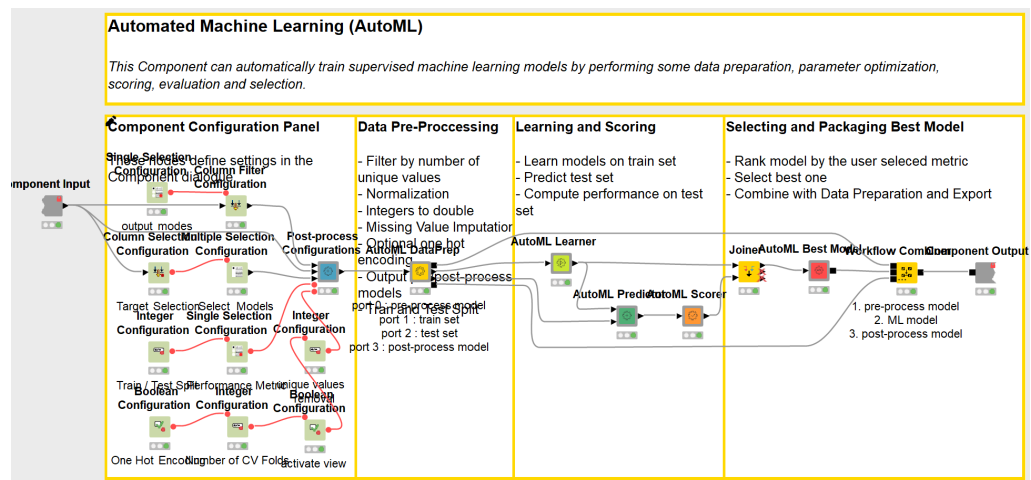 Automated Machine Learning (AutoML)
This Component can automatically train supervised machine learning models by performing some data preparation, parameter optimization,
scoring, evaluation and selection.
Component Configuration Panel
Those nodes define settings in the
Component dialogue
Component Input
Single Selection
Configuration
output modes
Column Filter
Configuration
Column Selection
Configuration
Target Selection
Multiple Selection
Configuration
Select Models
Post-process
Configurations
Integer
Configuration
Train / Test Split
Single Selection
Configuration
Performance Metric
Integer
Configuration
unique values
removal
Boolean
Configuration
One Hot Encoding
Integer
Configuration
Number of CV Folds
Boolean
Configuration
activate view
Data Pre-Proccessing
- Filter by number of
unique values
- Normalization
- Integers to double
- Missing Value Imputation
- Optional one hot
encoding
- Output pre-post-process
models
- Train and Test Split
AutoML DataPrep
port 0 : pre-process model
port 1 : train set
port 2 : test set
port 3 : post-process model
Learning and Scoring
- Learn models on train set
- Predict test set
- Compute performance on test
set
AutoML Learner
AutoML Predictor
AutoML Scorer
Selecting and Packaging Best Model
- Rank model by the user seleced metric
- Select best one
- Combine with Data Preparation and Export
Joiner
AutoML Best Model
Workflow Combiner
1. pre-process model
2. ML model
3. post-process model
Component Output